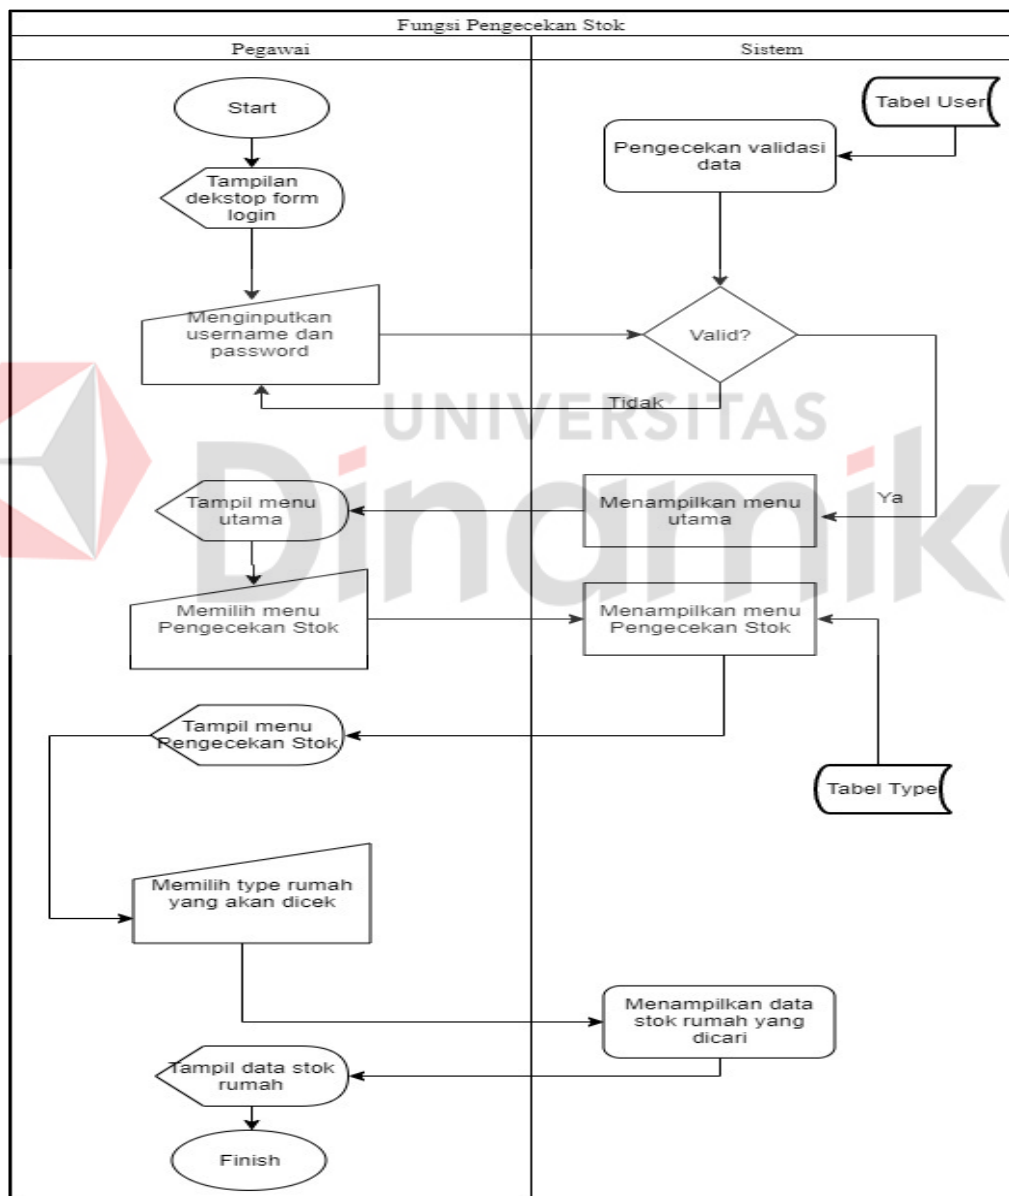 Fungsi Pengecekan Stok
Pegawai
Sistem
Start
Tabel User
Pengecekan validasi
data
Tampilan
dekstop form
login
Menginputkan
username dan
password
Valid?
Tidak
UNIVERSITAS
Dinamika
Ya
Tampil menu
utama
Menampilkan menu
utama
Memilih menu
Pengecekan Stok
Menampilkan menu
Pengecekan Stok
Tampil menu
Pengecekan Stok
Tabel Type
Memilih type rumah
yang akan dicek
Menampilkan data
stok rumah yang
dicari
Tampil data stok
rumah
Finish